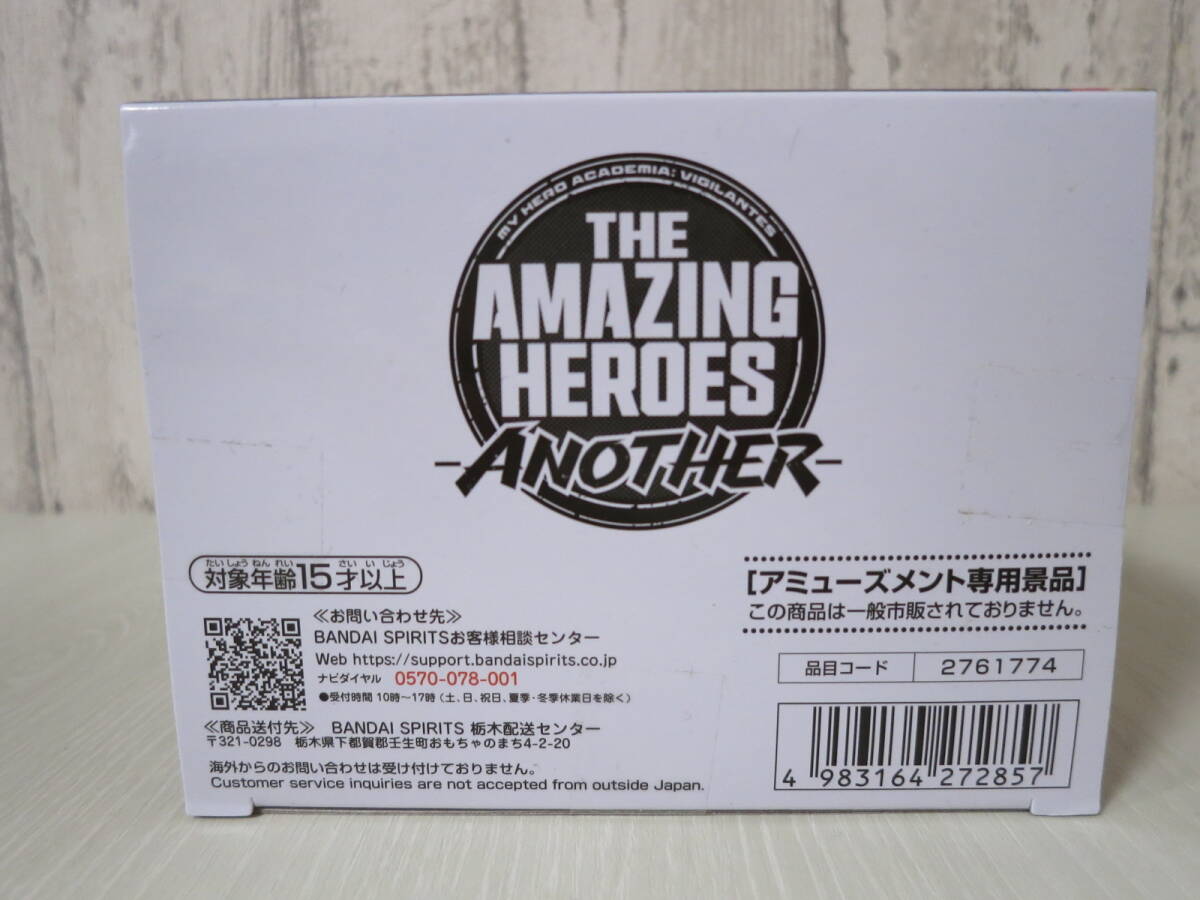 MY HERO ACADEMIA: VIGILANTES
THE
AMAZING
HEROES
-ANOTHER-
たいしょうねんれい さいいじょう
対象年齢15才以上
≪お問い合わせ先≫
BANDAI SPIRITSお客様相談センター
Web https://support.bandaispirits.co.jp
ナビダイヤル 0570-078-001
●受付時間 10時~17時(土、日、祝日、夏季・冬季休業日を除く)
≪商品送付先≫ BANDAI SPIRITS 栃木配送センター
〒321-0298 栃木県下都賀郡壬生町おもちゃのまち4-2-20
海外からのお問い合わせは受け付けておりません。
Customer service inquiries are not accepted from outside Japan.
[アミューズメント専用景品]
この商品は一般市販されておりません。
品目コード 2761774
4 983164 272857